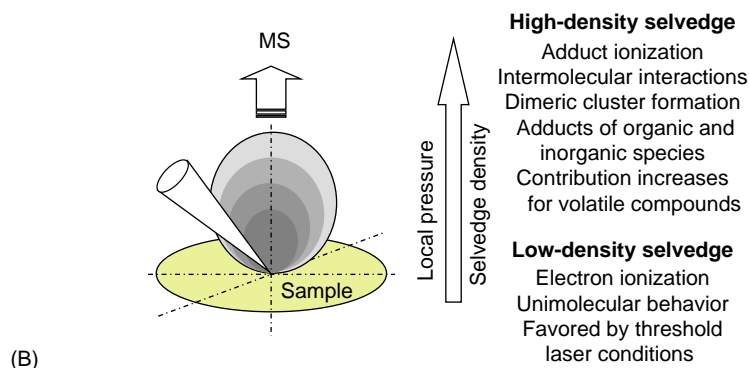 MS
Sample
(B)
Local pressure
Selvedge density
High-density selvedge
Adduct ionization
Intermolecular interactions
Dimeric cluster formation
Adducts of organic and
inorganic species
Contribution increases
for volatile compounds
Low-density selvedge
Electron ionization
Unimolecular behavior
Favored by threshold
laser conditions